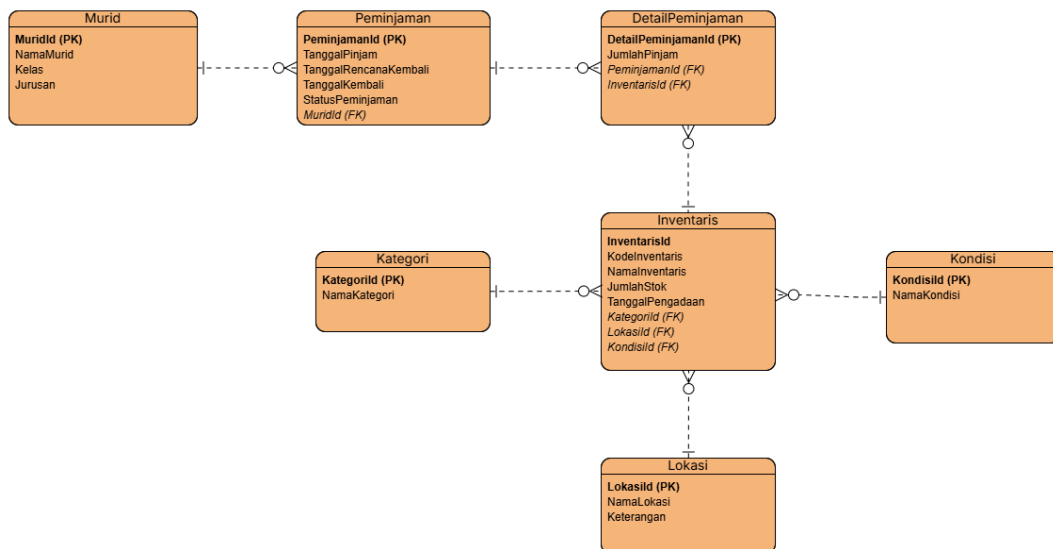 Murid
MuridId (PK)
NamaMurid
Kelas
Jurusan
Peminjaman
PeminjamanId (PK)
TanggalPinjam
TanggalRencanaKembali
TanggalKembali
StatusPeminjaman
MuridId (FK)
DetailPeminjaman
DetailPeminjamanId (PK)
JumlahPinjam
PeminjamanId (FK)
InventarisId (FK)
Kategori
KategoriId (PK)
NamaKategori
Inventaris
InventarisId
KodeInventaris
NamaInventaris
JumlahStok
TanggalPengadaan
KategoriId (FK)
LokasiId (FK)
KondisiId (FK)
Kondisi
KondisiId (PK)
NamaKondisi
Lokasi
LokasiId (PK)
NamaLokasi
Keterangan